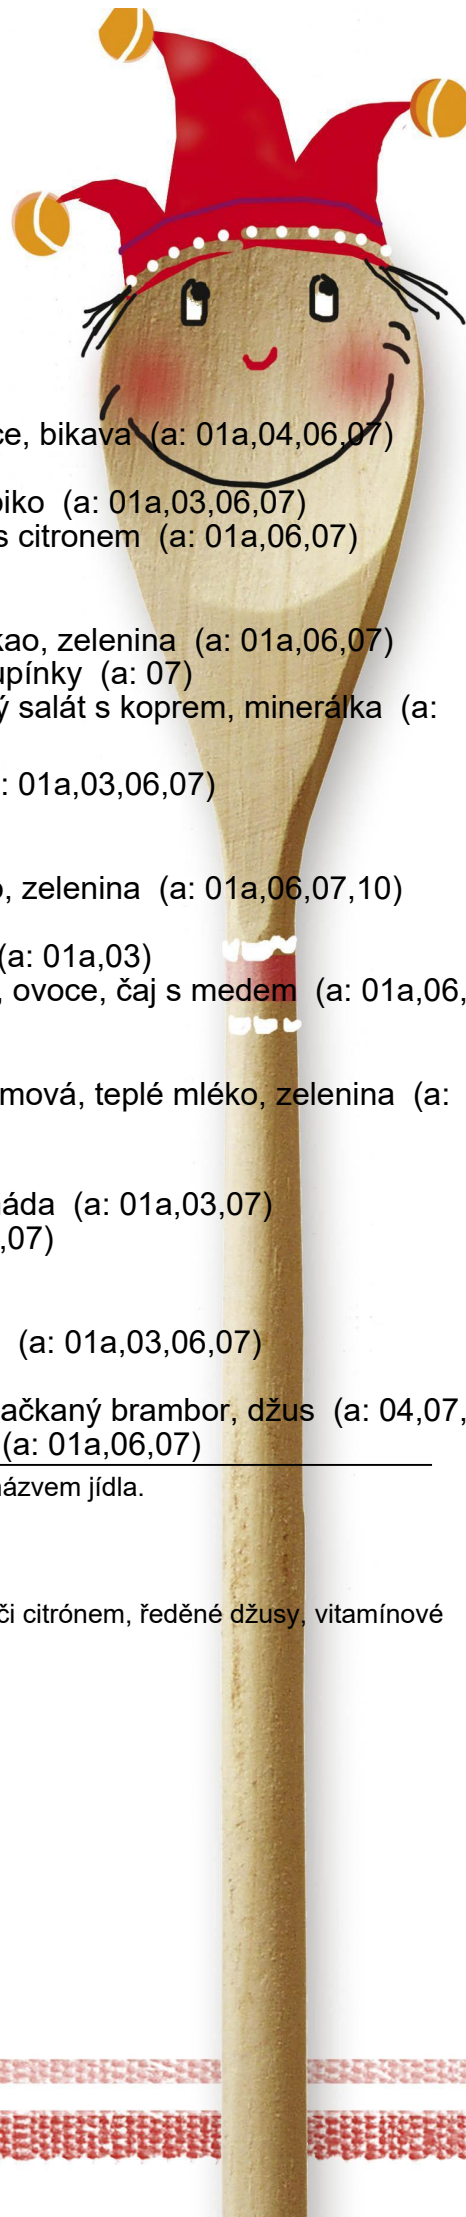 ce, bikava (a: 01a,04,06,07)
piko (a: 01a,03,06,07)
s citronem (a: 01a,06,07)
kao, zelenina (a: 01a,06,07)
upínky (a: 07)
ý salát s koprem, minerálka (a:
: 01a,03,06,07)
o, zelenina (a: 01a,06,07,10)
(a: 01a,03)
, ovoce, čaj s medem (a: 01a,06,
mová, teplé mléko, zelenina (a:
náda (a: 01a,03,07)
,07)
(a: 01a,03,06,07)
ačkaný brambor, džus (a: 04,07,
(a: 01a,06,07)
názvem jídla.
či citrónem, ředěné džusy, vitamínové